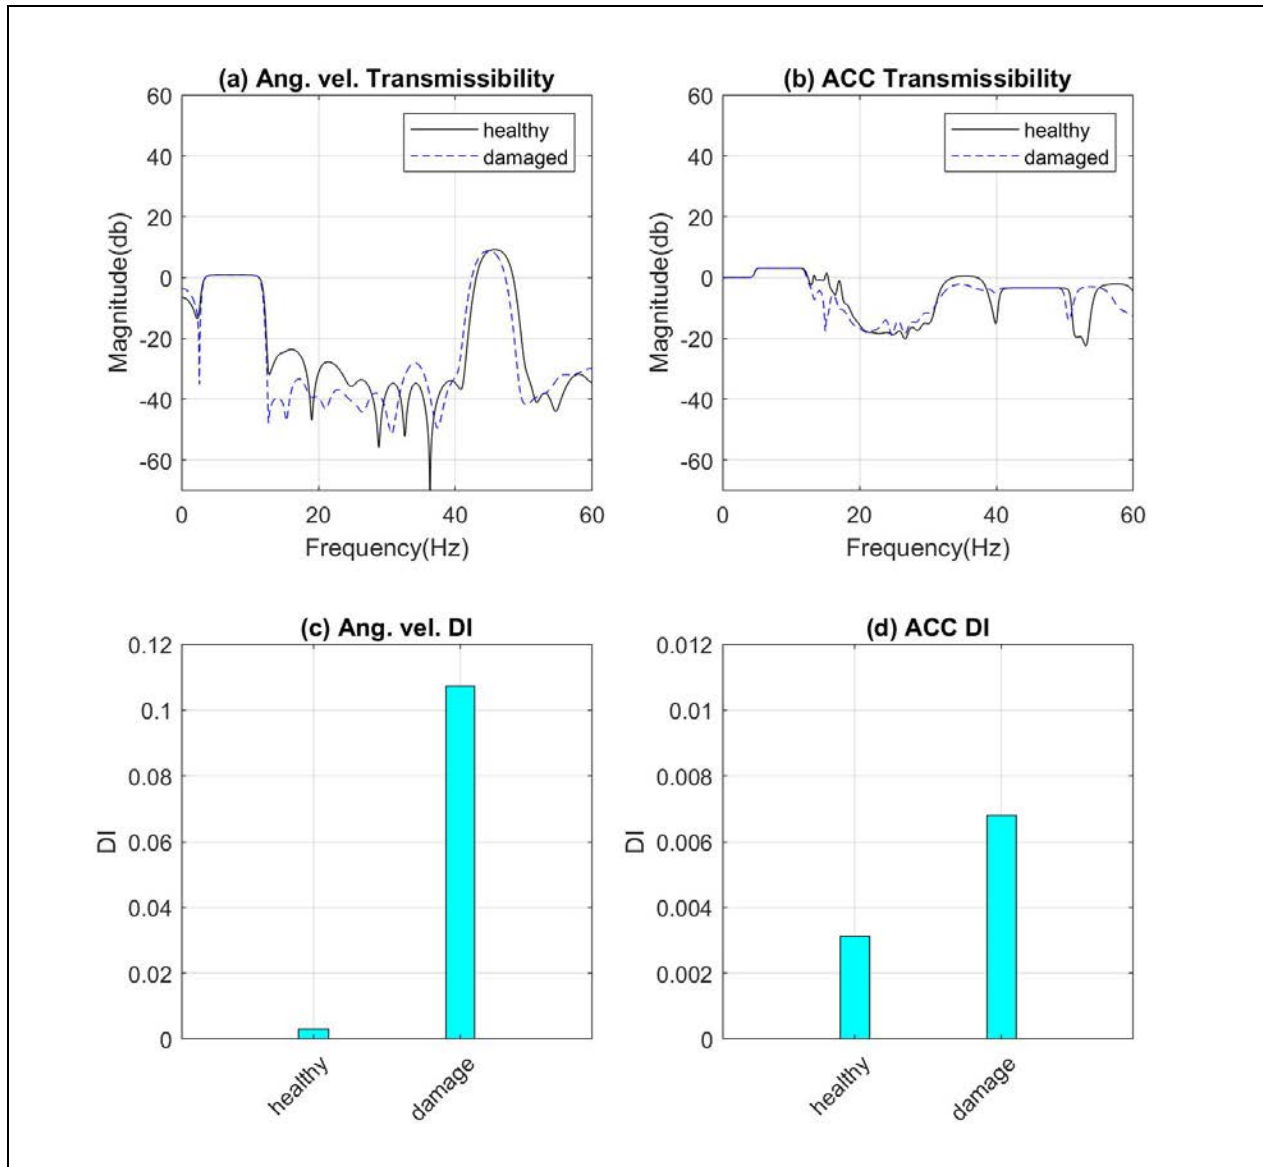 (a) Ang. vel. Transmissibility
60
40
20
0
-20
-40
-60
Magnitude(db)
healthy
damaged
0 20 40 60
Frequency(Hz)
(b) ACC Transmissibility
60
40
20
0
-20
-40
-60
Magnitude(db)
healthy
damaged
0 20 40 60
Frequency(Hz)
(c) Ang. vel. DI
0.12
0.1
0.08
0.06
0.04
0.02
0
DI
healthy
damage
(d) ACC DI
0.012
0.01
0.008
0.006
0.004
0.002
0
DI
healthy
damage